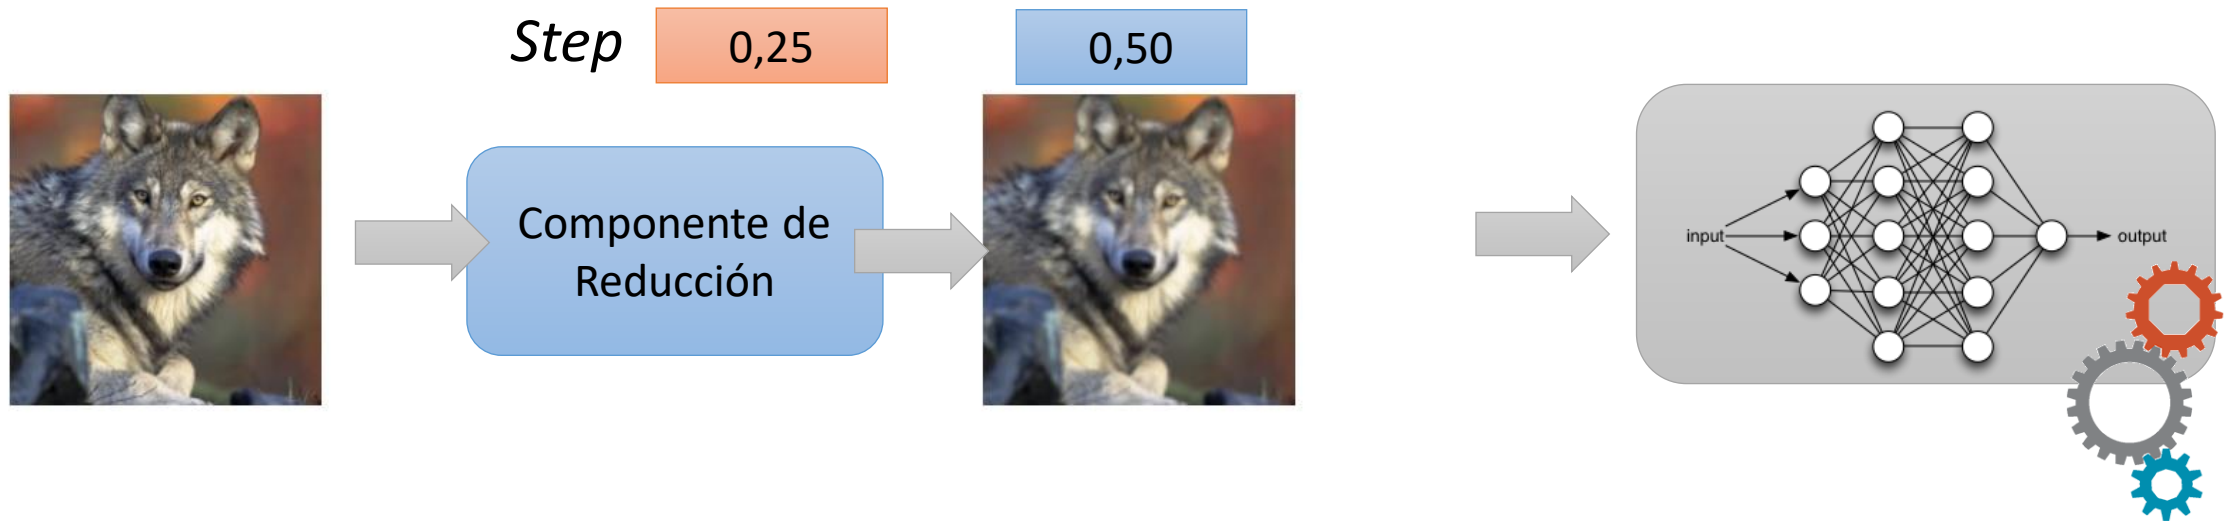 Step
0,25
0,50
Componente de
Reducción
input
output